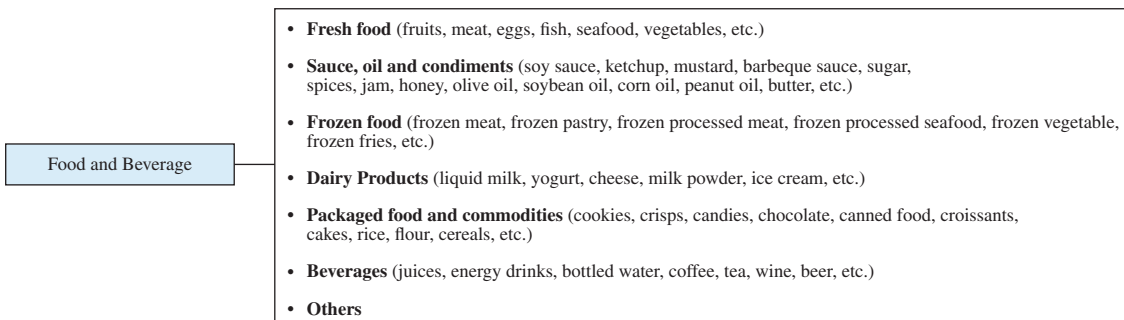 Food and Beverage
• Fresh food (fruits, meat, eggs, fish, seafood, vegetables, etc.)
• Sauce, oil and condiments (soy sauce, ketchup, mustard, barbeque sauce, sugar,
spices, jam, honey, olive oil, soybean oil, corn oil, peanut oil, butter, etc.)
• Frozen food (frozen meat, frozen pastry, frozen processed meat, frozen processed seafood, frozen vegetable,
frozen fries, etc.)
• Dairy Products (liquid milk, yogurt, cheese, milk powder, ice cream, etc.)
• Packaged food and commodities (cookies, crisps, candies, chocolate, canned food, croissants,
cakes, rice, flour, cereals, etc.)
• Beverages (juices, energy drinks, bottled water, coffee, tea, wine, beer, etc.)
• Others